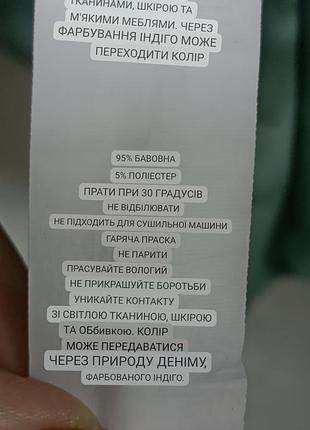 ТКАНИНАМИ, ШКІРОЮ ТА
М'ЯКИМИ МЕБЛЯМИ. ЧЕРЕЗ
ФАРБУВАННЯ ІНДІГО МОЖЕ
ПЕРЕХОДИТИ КОЛІР
95% БАВОВНА
5% ПОЛІЕСТЕР
ПРАТИ ПРИ 30 ГРАДУСІВ
НЕ ВІДБІЛЮВАТИ
НЕ ПІДХОДИТЬ ДЛЯ СУШИЛЬНОЇ МАШИНИ
ГАРЯЧА ПРАСКА
НЕ ПАРИТИ
ПРАСУВАЙТЕ ВОЛОГИЙ
НЕ ПРИКРАШУЙТЕ БОРОТЬБИ
УНИКАЙТЕ КОНТАКТУ
ЗІ СВІТЛОЮ ТКАНИНОЮ, ШКІРОЮ
ТА Оббивкою. КОЛІР
МОЖЕ ПЕРЕДАВАТИСЯ
ЧЕРЕЗ ПРИРОДУ ДЕНІМУ,
ФАРБОВАНОГО ІНДІГО.